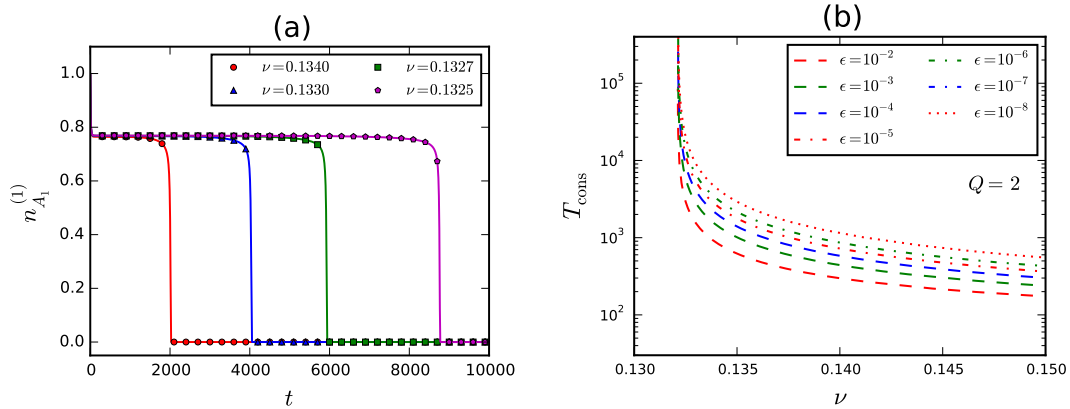 (a)
ν=0.1340
ν=0.1330
ν=0.1327
ν=0.1325
1.0
0.8
0.6
0.4
0.2
0.0
n_{A_1}^{(1)}
0 2000 4000 6000 8000 10000
t
(b)
ϵ=10^{-2}
ϵ=10^{-3}
ϵ=10^{-4}
ϵ=10^{-5}
ϵ=10^{-6}
ϵ=10^{-7}
ϵ=10^{-8}
Q = 2
10^5
10^4
10^3
10^2
T_{cons}
0.130 0.135 0.140 0.145 0.150
ν